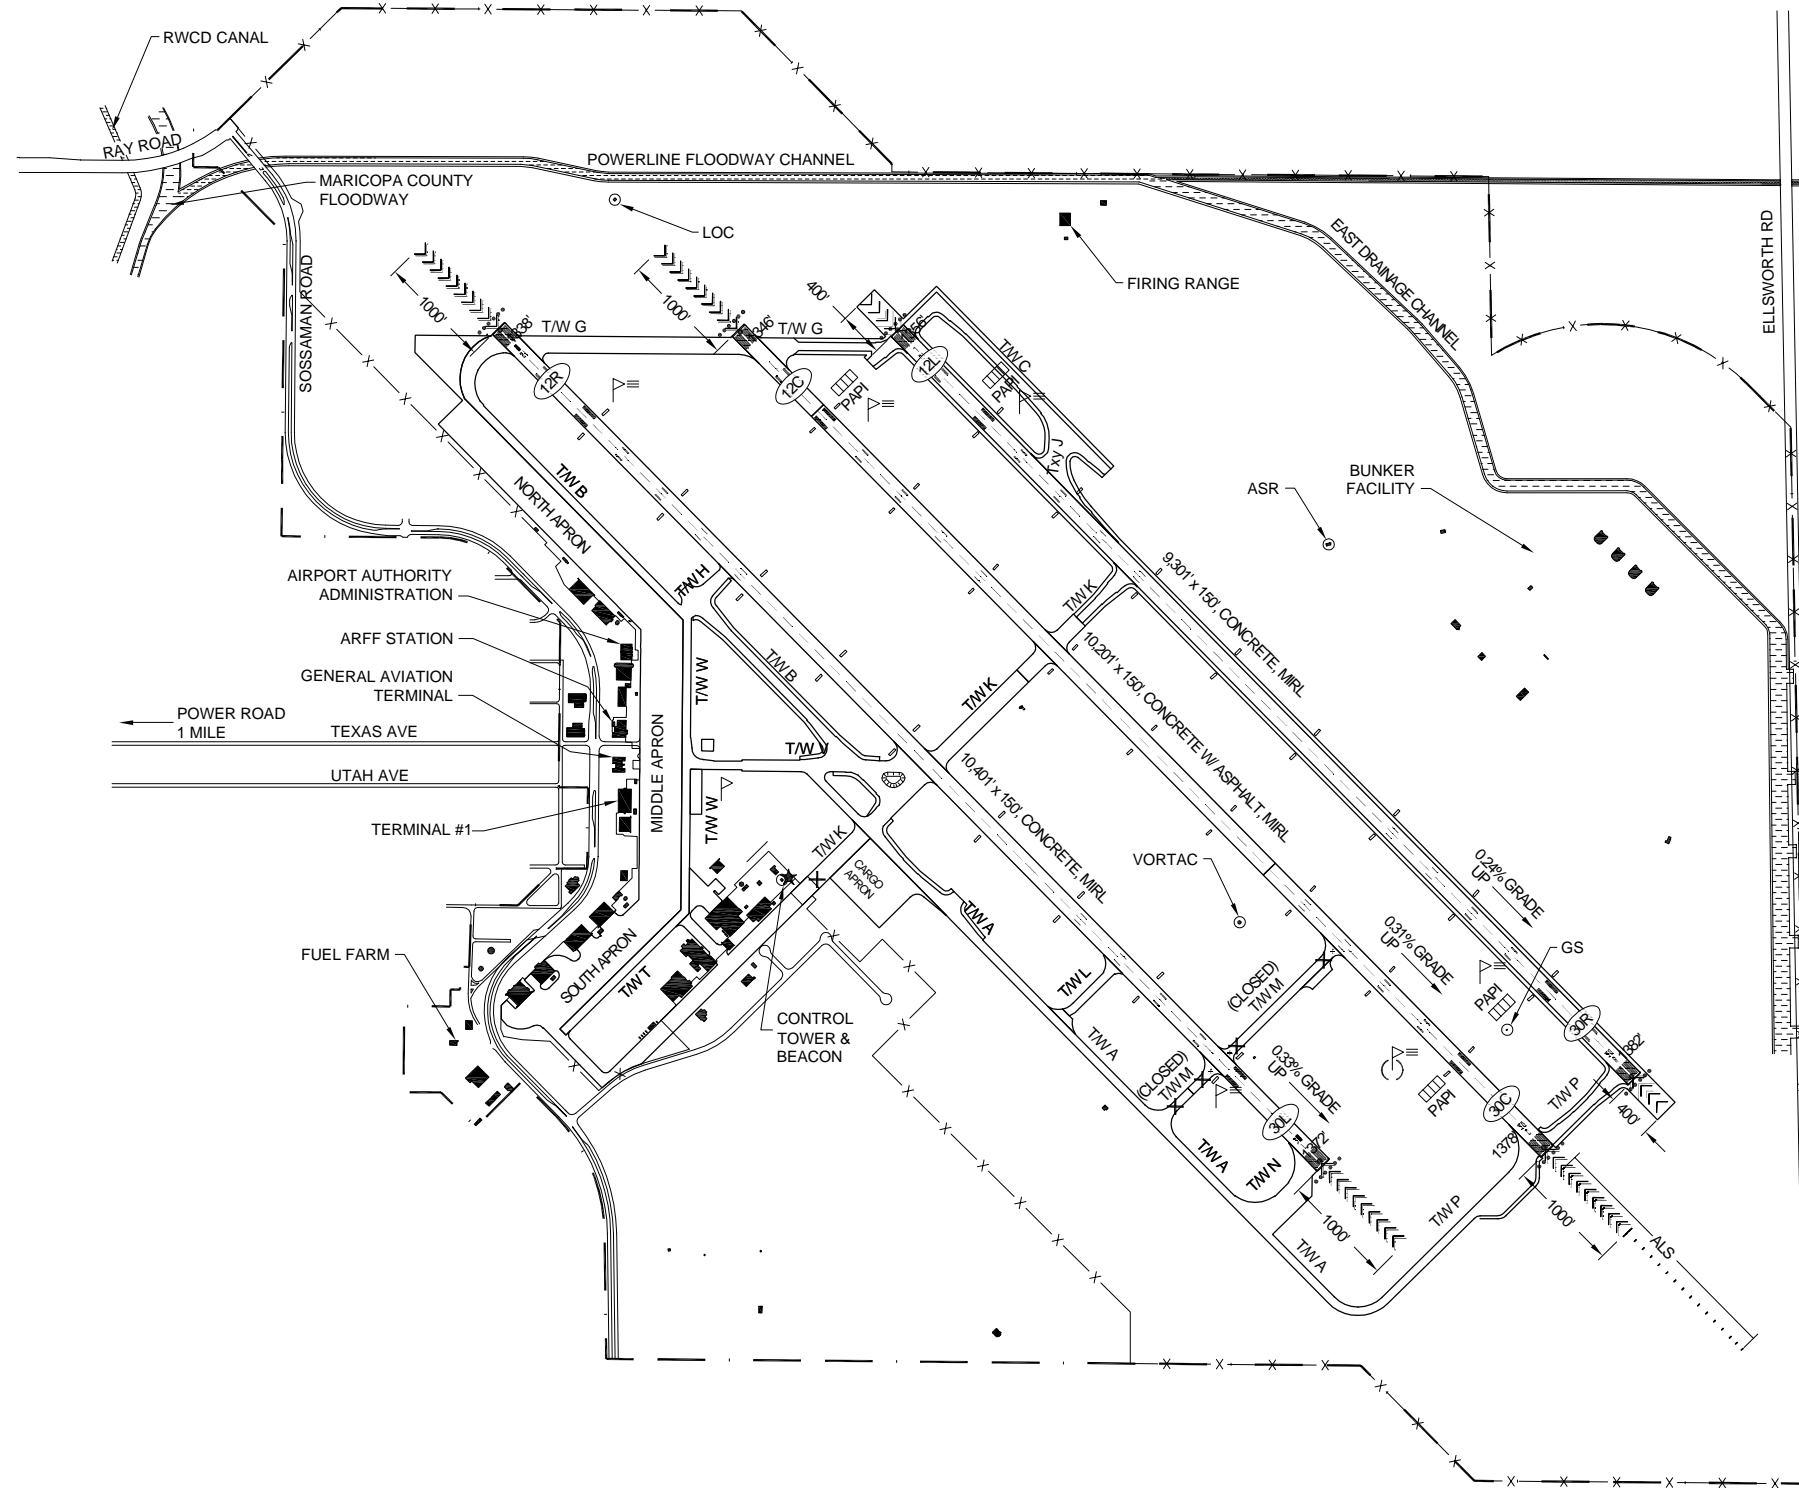 RWCD CANAL
RAY ROAD
POWERLINE FLOODWAY CHANNEL
MARICOPA COUNTY
FLOODWAY
LOC
FIRING RANGE
EAST DRAINAGE CHANNEL
ELLSWORTH RD
SOSSAMAN ROAD
1000'
1000'
400'
T/W G
T/W G
T/W C
12R
12C
12L
PAPI
PAPI
Txy J
T/W B
NORTH APRON
ASR
BUNKER
FACILITY
AIRPORT AUTHORITY
ADMINISTRATION
T/W H
T/W K
9,301' x 150', CONCRETE, MIRL
ARFF STATION
10,201' x 150', CONCRETE W/ ASPHALT, MIRL
GENERAL AVIATION
TERMINAL
T/W W
T/W B
T/W K
POWER ROAD
1 MILE
TEXAS AVE
MIDDLE APRON
T/W V
10,401' x 150', CONCRETE, MIRL
UTAH AVE
T/W W
TERMINAL #1
T/W K
CARGO
APRON
VORTAC
0.24% GRADE
UP
T/W A
0.31% GRADE
UP
FUEL FARM
SOUTH APRON
T/W T
T/W L
(CLOSED)
T/W M
GS
PAPI
30R
CONTROL
TOWER &
BEACON
T/W A
(CLOSED)
T/W M
0.33% GRADE
UP
PAPI
30C
T/W P
400'
30L
1378'
T/W A
T/W N
1000'
T/W P
1000'
T/W A
ALS